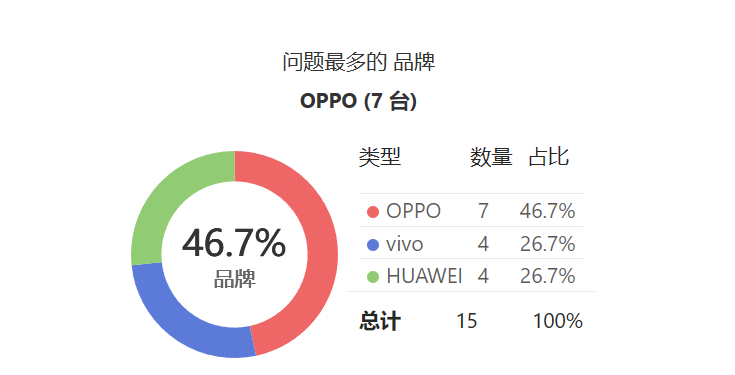 问题最多的 品牌
OPPO (7 台)
类型 数量 占比
OPPO 7 46.7%
vivo 4 26.7%
HUAWEI 4 26.7%
总计 15 100%
46.7%
品牌